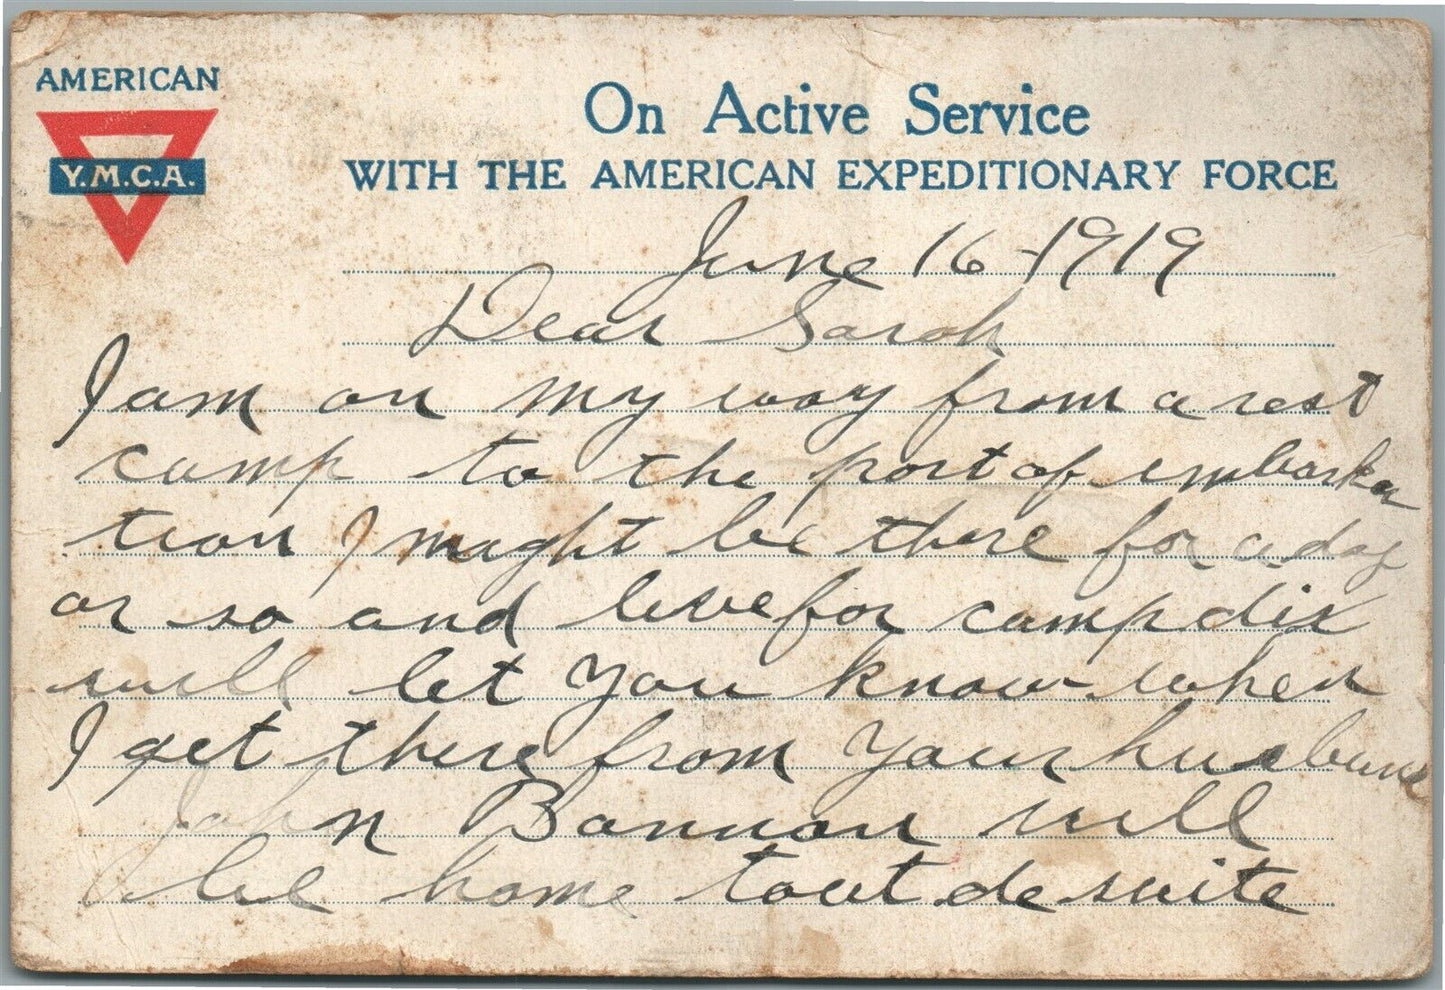 AMERICAN
Y.M.C.A.
On Active Service
WITH THE AMERICAN EXPEDITIONARY FORCE
June 16-1919
Dear Sarah
I am on my way from a rest
camp to the port of embarka
tion I might be there for a day
or so and leve for camp dix
will let you know when
I get there from your husband
John Bannon will
be home tout de suite